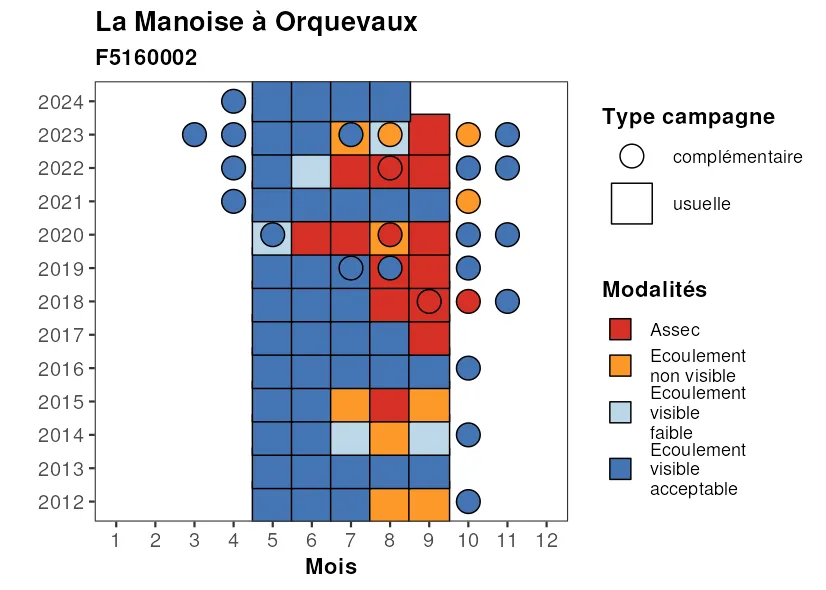 La Manoise à Orquevaux
F5160002
2024
2023
2022
2021
2020
2019
2018
2017
2016
2015
2014
2013
2012
1 2 3 4 5 6 7 8 9 10 11 12
Mois
Type campagne
complémentaire
usuelle
Modalités
Assec
Ecoulement
non visible
Ecoulement
visible
faible
Ecoulement
visible
acceptable